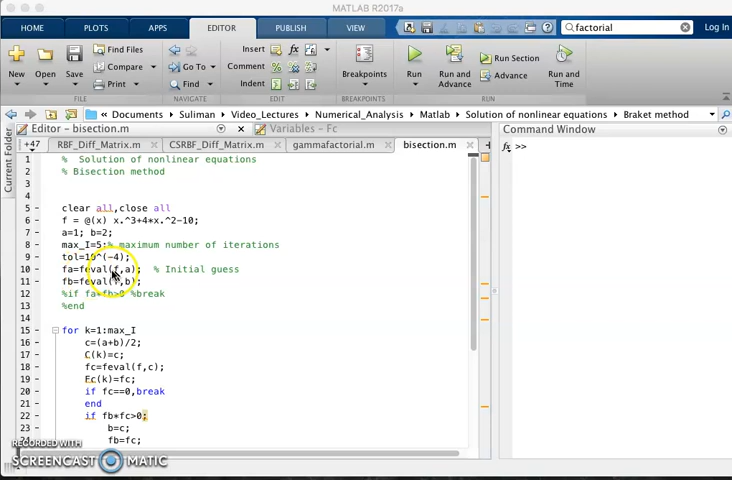 MATLAB R2017a
HOME PLOTS APPS EDITOR PUBLISH VIEW factorial Log In
New Open Save Find Files Compare Print Go To Find Insert Comment Indent Breakpoints Run Run and Advance Run Section Advance Run and Time
FILE NAVIGATE EDIT BREAKPOINTS RUN
Documents Suliman Video_Lectures Numerical_Analysis Matlab Solution of nonlinear equations Braket method
Current Folder
Editor - bisection.m Variables - Fc
+47 RBF_Diff_Matrix.m CSRBF_Diff_Matrix.m gammafactorial.m bisection.m
1 % Solution of nonlinear equations
2 % Bisection method
3
4
5 clear all,close all
6 f = @(x) x.^3+4*x.^2-10;
7 a=1; b=2;
8 max_I=5;% maximum number of iterations
9 tol=10^(-4);
10 fa=feval(f,a); % Initial guess
11 fb=feval(f,b);
12 %if fa*fb>0 %break
13 %end
14
15 for k=1:max_I
16 c=(a+b)/2;
17 C(k)=c;
18 fc=feval(f,c);
19 Fc(k)=fc;
20 if fc==0,break
21 end
22 if fb*fc>0;
23 b=c;
24 fb=fc;
Command Window
fx >>
RECORDED WITH
SCREENCAST MATIC